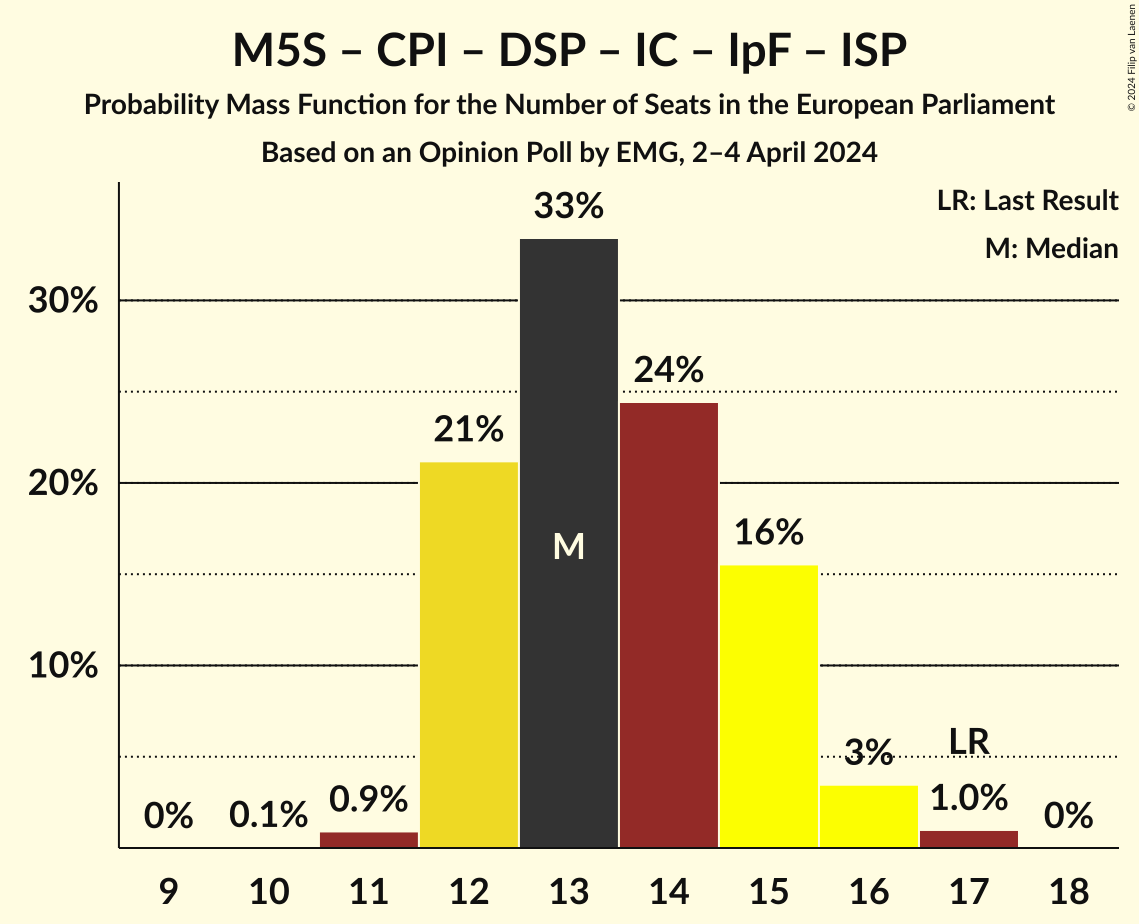 M5S – CPI – DSP – IC – IpF – ISP
Probability Mass Function for the Number of Seats in the European Parliament
Based on an Opinion Poll by EMG, 2–4 April 2024
© 2024 Filip van Laenen
LR: Last Result
M: Median
30%
20%
10%
0%
0.1%
0.9%
21%
33%
M
24%
16%
3%
LR
1.0%
0%
9 10 11 12 13 14 15 16 17 18